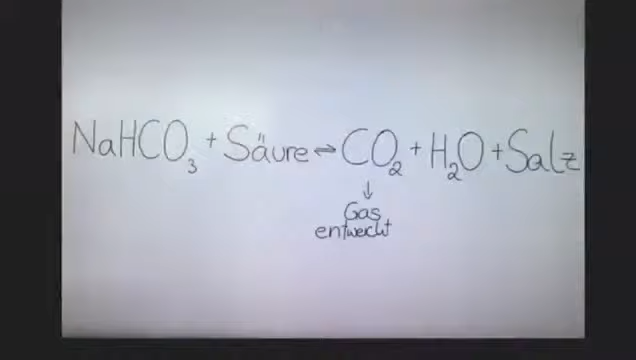 NaHCO₃ + Säure ⇌ CO₂ + H₂O + Salz
↓
Gas
entweicht